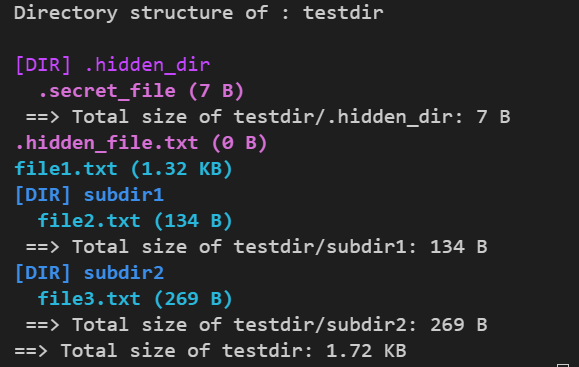 Directory structure of : testdir

[DIR] .hidden_dir
  .secret_file (7 B)
 ==> Total size of testdir/.hidden_dir: 7 B
.hidden_file.txt (0 B)
file1.txt (1.32 KB)
[DIR] subdir1
  file2.txt (134 B)
 ==> Total size of testdir/subdir1: 134 B
[DIR] subdir2
  file3.txt (269 B)
 ==> Total size of testdir/subdir2: 269 B
==> Total size of testdir: 1.72 KB